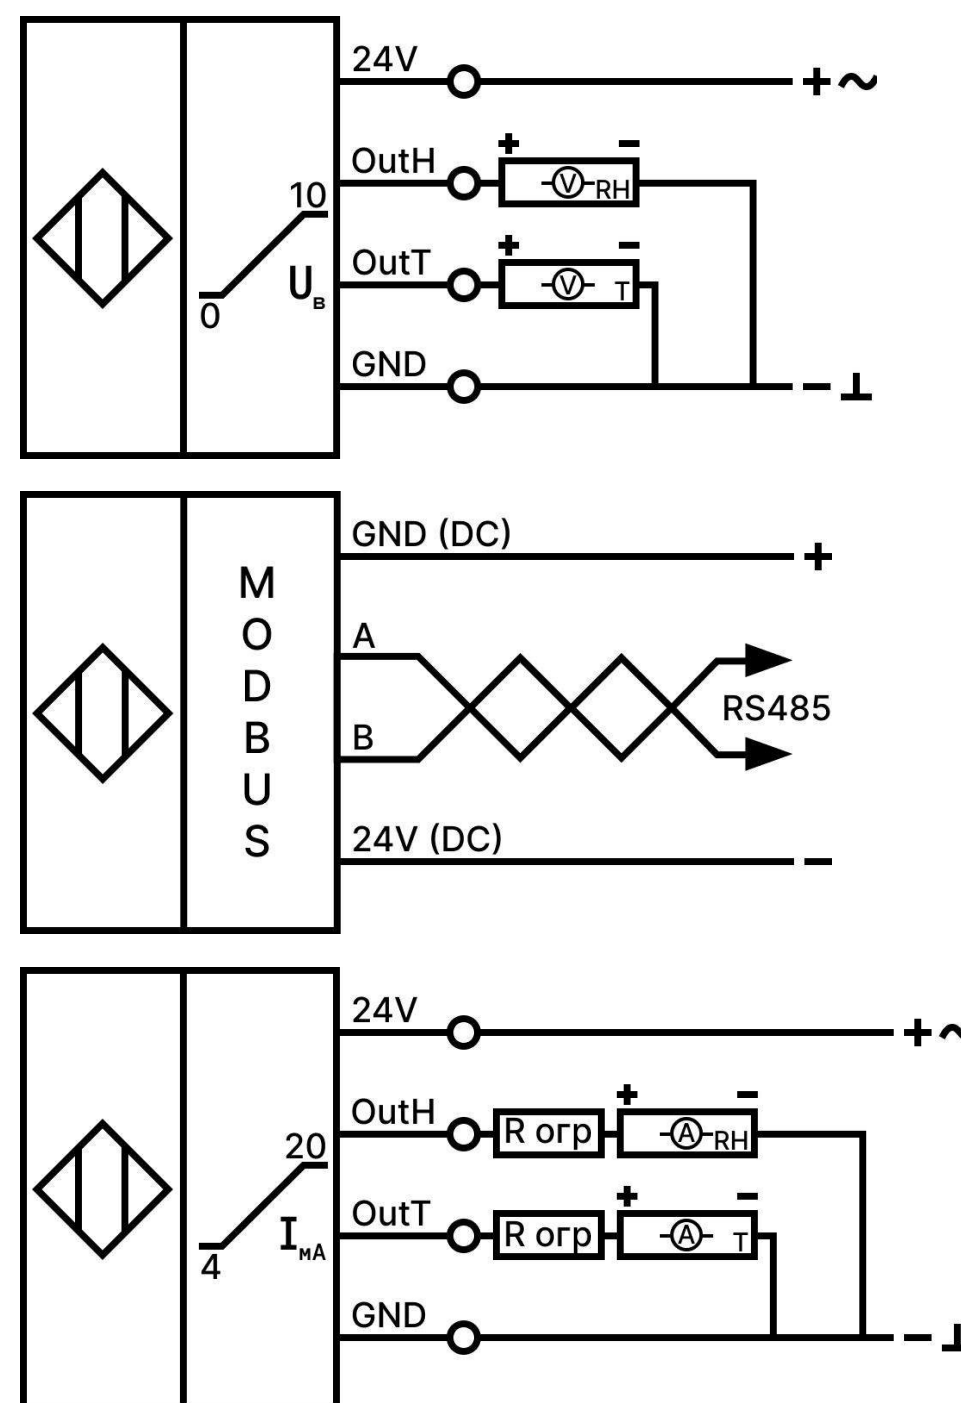 24V
+ ~
OutH
+ −
V RH
10
OutT
+ −
V T
0
Uв
GND
− ⊥
GND (DC)
+
MODBUS
A
RS485
B
24V (DC)
−
24V
+ ~
OutH
+ −
R огр A RH
20
OutT
+ −
R огр A T
4
IмА
GND
− ⊥